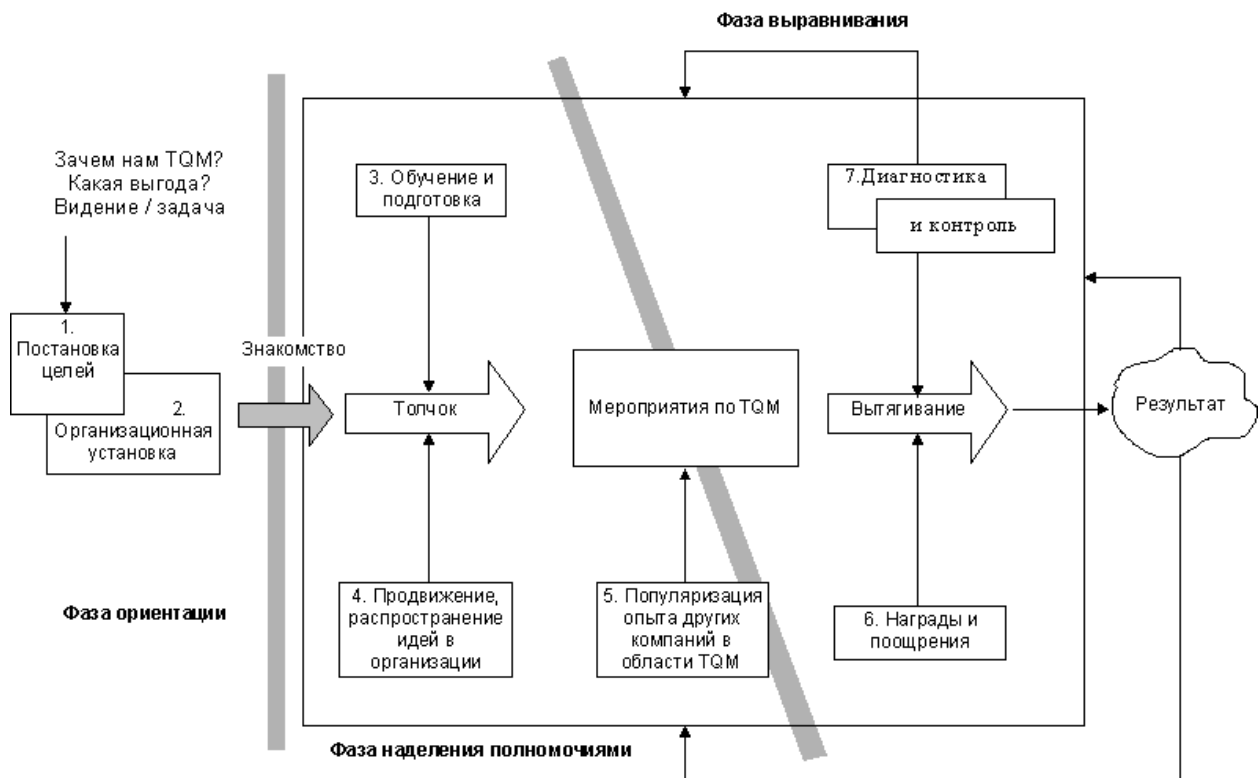 Фаза выравнивания
Зачем нам TQM?
Какая выгода?
Видение / задача
3. Обучение и
подготовка
7.Диагностика
и контроль
1.
Постановка
целей
Знакомство
2.
Организационная
установка
Толчок
Мероприятия по TQM
Вытягивание
Результат
Фаза ориентации
4. Продвижение,
распространение
идей в
организации
5. Популяризация
опыта других
компаний в
области TQM
6. Награды и
поощрения
Фаза наделения полномочиями